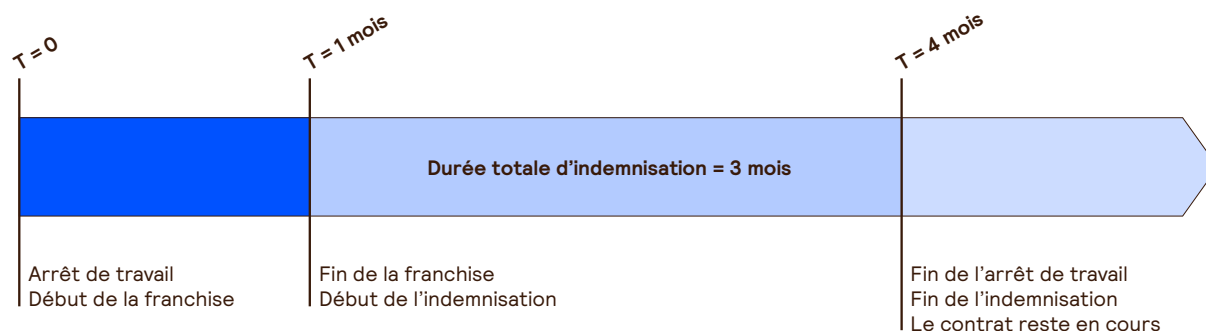 T = 0
T = 1 mois
T = 4 mois
Durée totale d’indemnisation = 3 mois
Arrêt de travail
Début de la franchise
Fin de la franchise
Début de l’indemnisation
Fin de l’arrêt de travail
Fin de l’indemnisation
Le contrat reste en cours